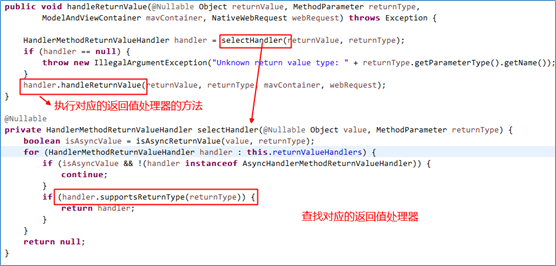 public void handleReturnValue(@Nullable Object returnValue, MethodParameter returnType,
ModelAndViewContainer mavContainer, NativeWebRequest webRequest) throws Exception {
HandlerMethodReturnValueHandler handler = selectHandler(returnValue, returnType);
if (handler == null) {
throw new IllegalArgumentException("Unknown return value type: " + returnType.getParameterType().getName());
}
handler.handleReturnValue(returnValue, returnType, mavContainer, webRequest);
}
执行对应的返回值处理器的方法
@Nullable
private HandlerMethodReturnValueHandler selectHandler(@Nullable Object value, MethodParameter returnType) {
boolean isAsyncValue = isAsyncReturnValue(value, returnType);
for (HandlerMethodReturnValueHandler handler : this.returnValueHandlers) {
if (isAsyncValue && !(handler instanceof AsyncHandlerMethodReturnValueHandler)) {
continue;
}
if (handler.supportsReturnType(returnType)) {
return handler;
}
查找对应的返回值处理器
}
return null;
}